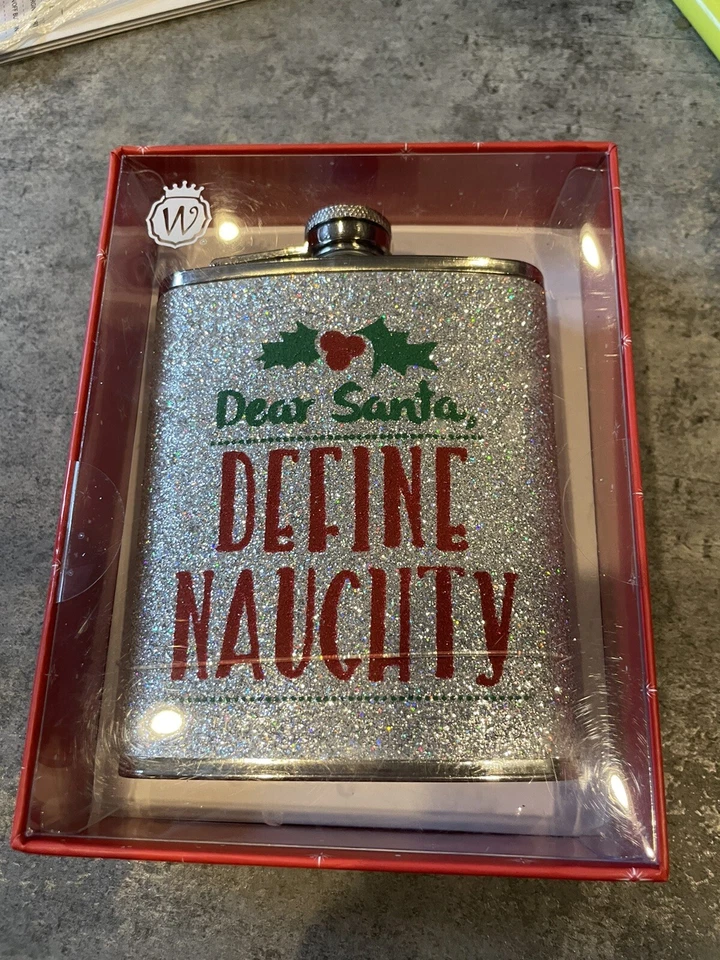 W
Dear Santa,
DEFINE
NAUGHTY